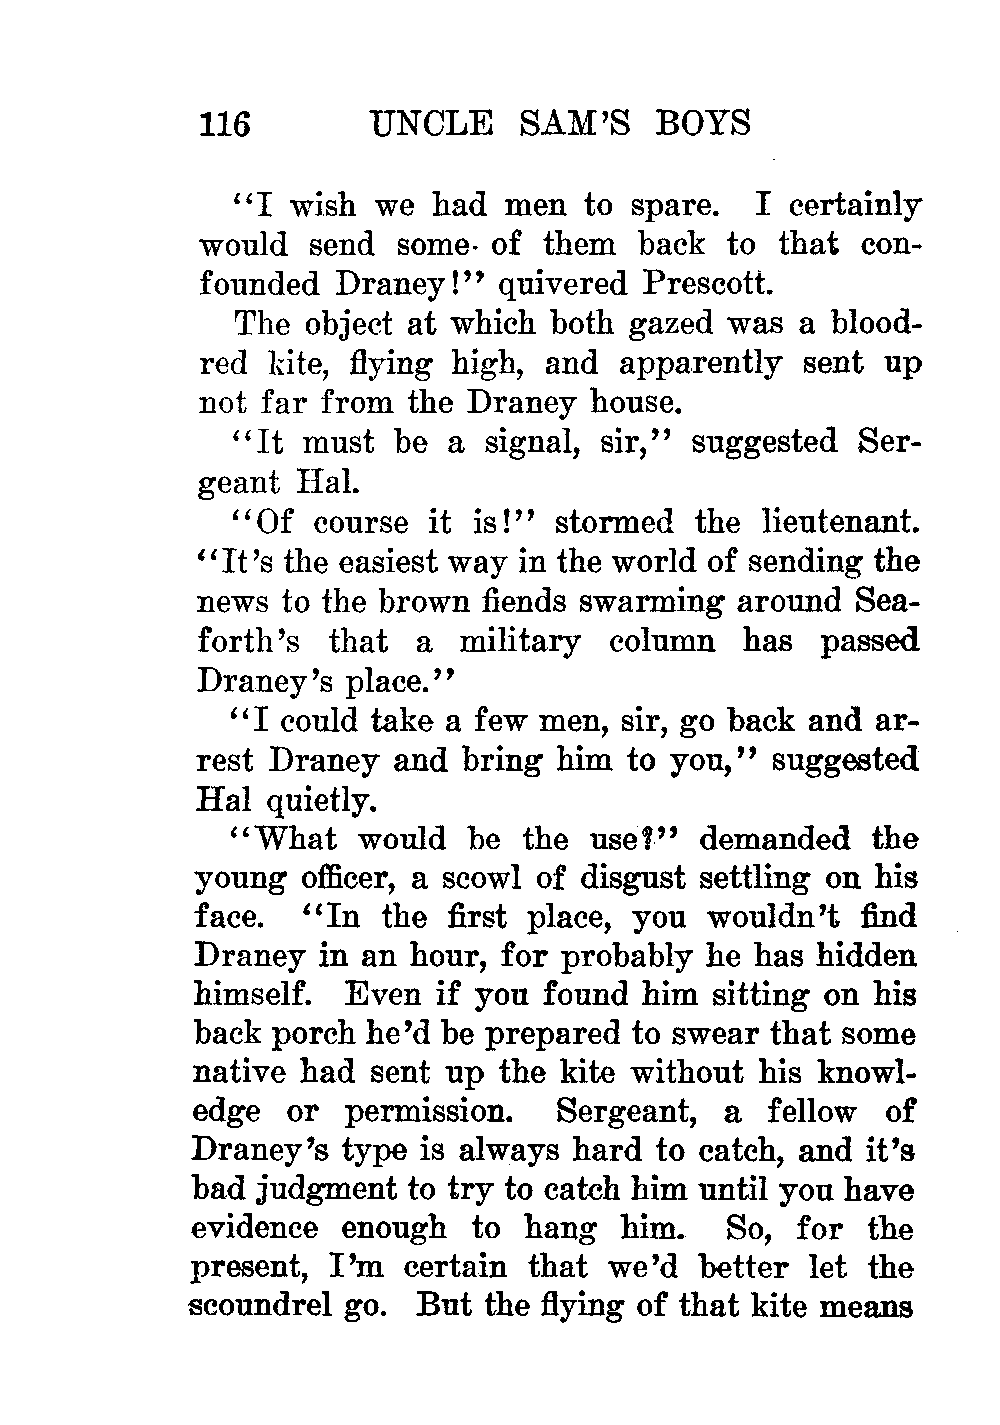 116 UNCLE SAM'S BOYS
"I wish we had men to spare. I certainly
would send some of them back to that con-
founded Draney!" quivered Prescott.
The object at which both gazed was a blood-
red kite, flying high, and apparently sent up
not far from the Draney house.
"It must be a signal, sir," suggested Ser-
geant Hal.
"Of course it is!" stormed the lieutenant.
"It's the easiest way in the world of sending the
news to the brown fiends swarming around Sea-
forth's that a military column has passed
Draney's place."
"I could take a few men, sir, go back and ar-
rest Draney and bring him to you," suggested
Hal quietly.
"What would be the use?" demanded the
young officer, a scowl of disgust settling on his
face. "In the first place, you wouldn't find
Draney in an hour, for probably he has hidden
himself. Even if you found him sitting on his
back porch he'd be prepared to swear that some
native had sent up the kite without his knowl-
edge or permission. Sergeant, a fellow of
Draney's type is always hard to catch, and it's
bad judgment to try to catch him until you have
evidence enough to hang him. So, for the
present, I'm certain that we'd better let the
scoundrel go. But the flying of that kite means